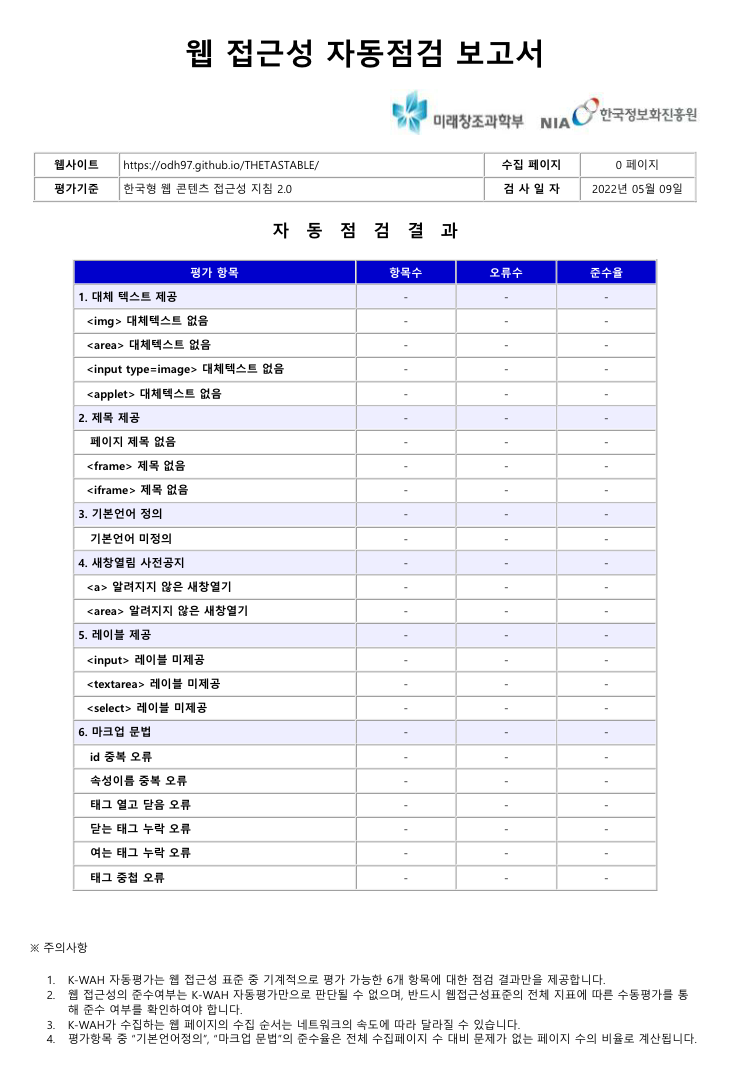 웹 접근성 자동점검 보고서
미래창조과학부 NIA 한국정보화진흥원
웹사이트 https://odh97.github.io/THETASTABLE/ 수집 페이지 0 페이지
평가기준 한국형 웹 콘텐츠 접근성 지침 2.0 검 사 일 자 2022년 05월 09일
자 동 점 검 결 과
평가 항목 항목수 오류수 준수율
1. 대체 텍스트 제공 - - -
<img> 대체텍스트 없음 - - -
<area> 대체텍스트 없음 - - -
<input type=image> 대체텍스트 없음 - - -
<applet> 대체텍스트 없음 - - -
2. 제목 제공 - - -
페이지 제목 없음 - - -
<frame> 제목 없음 - - -
<iframe> 제목 없음 - - -
3. 기본언어 정의 - - -
기본언어 미정의 - - -
4. 새창열림 사전공지 - - -
<a> 알려지지 않은 새창열기 - - -
<area> 알려지지 않은 새창열기 - - -
5. 레이블 제공 - - -
<input> 레이블 미제공 - - -
<textarea> 레이블 미제공 - - -
<select> 레이블 미제공 - - -
6. 마크업 문법 - - -
id 중복 오류 - - -
속성이름 중복 오류 - - -
태그 열고 닫음 오류 - - -
닫는 태그 누락 오류 - - -
여는 태그 누락 오류 - - -
태그 중첩 오류 - - -
※ 주의사항
1. K-WAH 자동평가는 웹 접근성 표준 중 기계적으로 평가 가능한 6개 항목에 대한 점검 결과만을 제공합니다.
2. 웹 접근성의 준수여부는 K-WAH 자동평가만으로 판단될 수 없으며, 반드시 웹접근성표준의 전체 지표에 따른 수동평가를 통
해 준수 여부를 확인하여야 합니다.
3. K-WAH가 수집하는 웹 페이지의 수집 순서는 네트워크의 속도에 따라 달라질 수 있습니다.
4. 평가항목 중 “기본언어정의”, “마크업 문법”의 준수율은 전체 수집페이지 수 대비 문제가 없는 페이지 수의 비율로 계산됩니다.